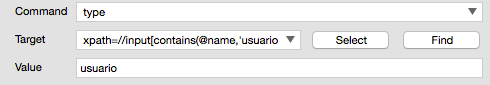 Command type
Target xpath=//input[contains(@name,'usuario Select Find
Value usuario